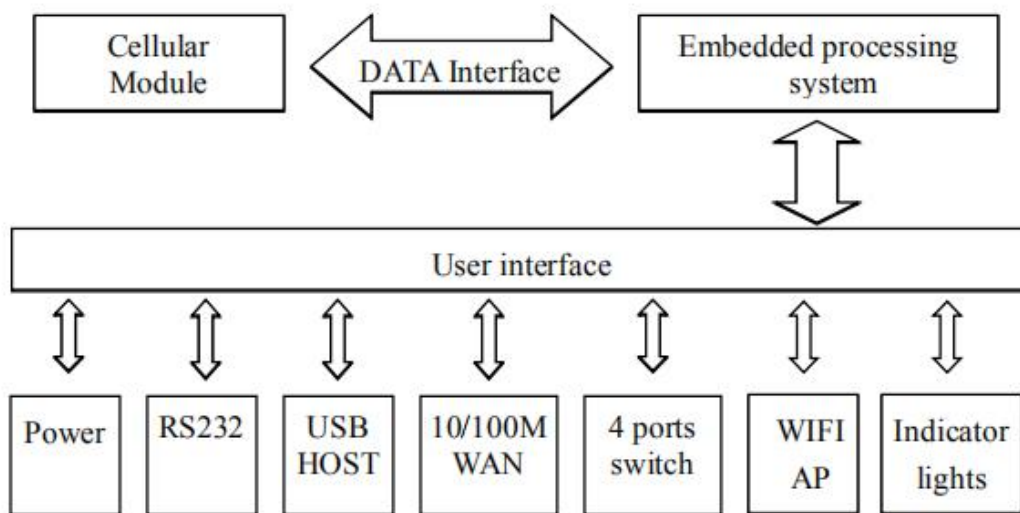 Cellular
Module
DATA Interface
Embedded processing
system
User interface
Power
RS232
USB
HOST
10/100M
WAN
4 ports
switch
WIFI
AP
Indicator
lights